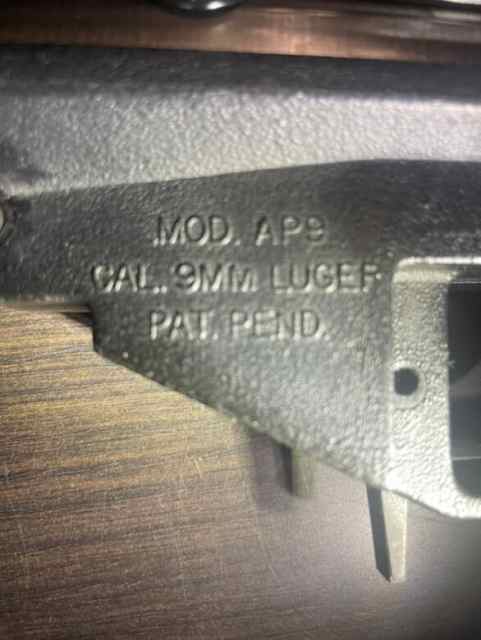 MOD. AP9
CAL. 9MM LUGER
PAT. PEND.